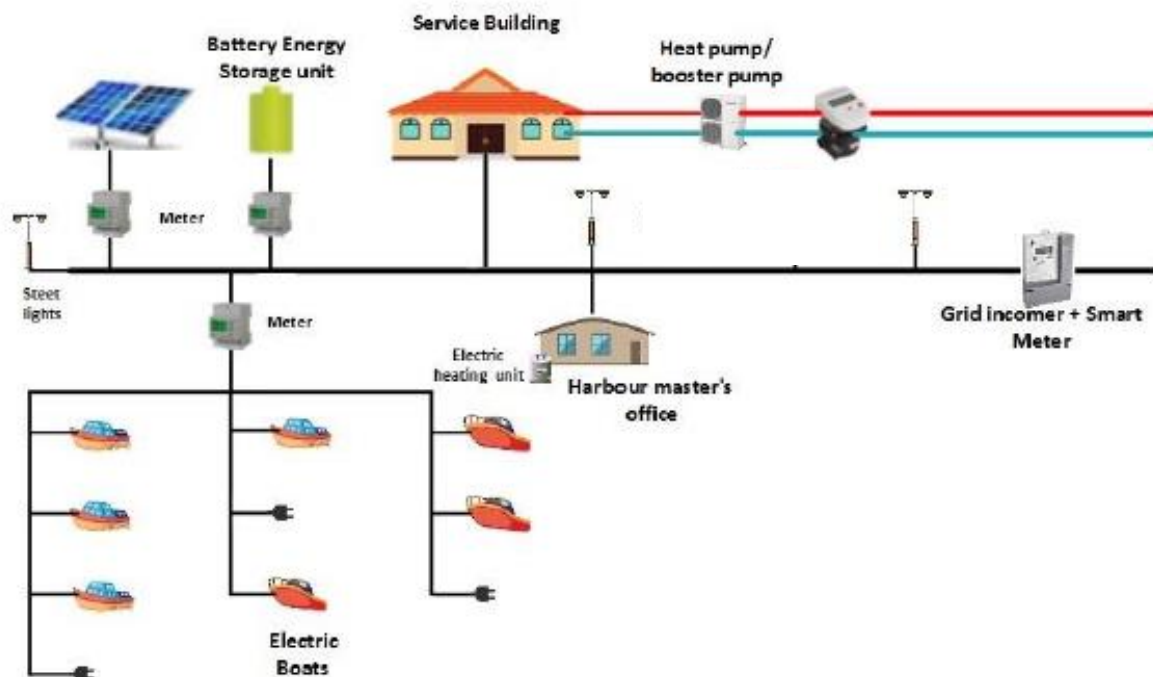 Service Building
Battery Energy
Storage unit
Heat pump/
booster pump
Meter
Steet
lights
Meter
Grid incomer + Smart
Meter
Electric
heating unit
Harbour master's
office
Electric
Boats